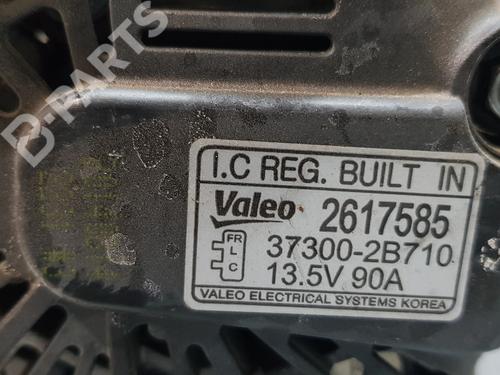 B-PARTS
I.C REG. BUILT IN
Valeo 2617585
FR
L
C
37300-2B710
13.5V 90A
VALEO ELECTRICAL SYSTEMS KOREA